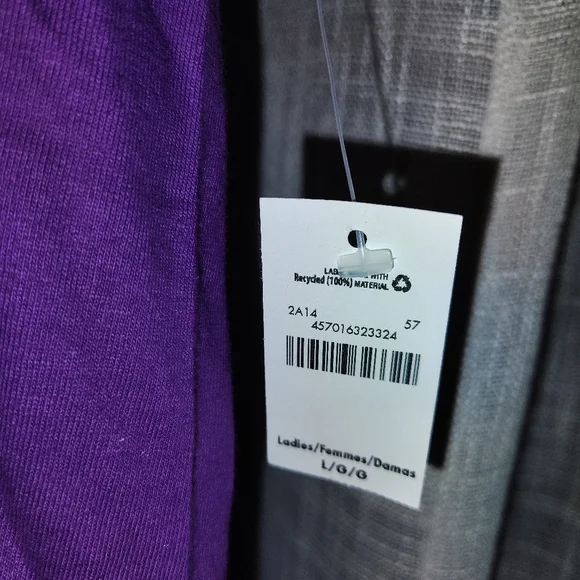 WITH
Recycled (100%) MATERIAL
2A14 57
457016323324
Ladies/Femmes/Damas
L/G/G